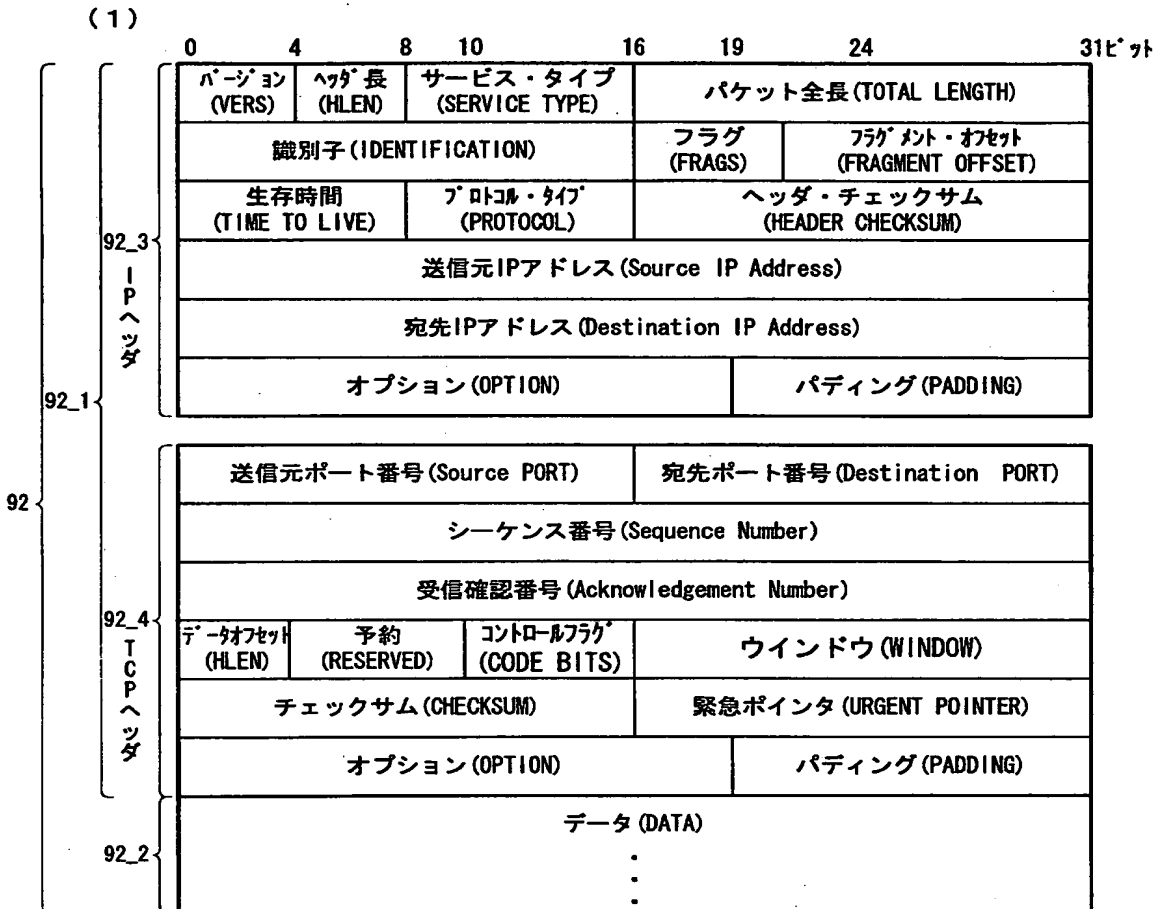 (1)
0 4 8 10 16 19 24 31ビット
バージョン ヘッダ長 サービス・タイプ パケット全長(TOTAL LENGTH)
(VERS) (HLEN) (SERVICE TYPE)
識別子(IDENTIFICATION) フラグ フラグメント・オフセット
(FRAGS) (FRAGMENT OFFSET)
生存時間 プロトコル・タイプ ヘッダ・チェックサム
(TIME TO LIVE) (PROTOCOL) (HEADER CHECKSUM)
92_3
IPヘッダ
送信元IPアドレス(Source IP Address)
宛先IPアドレス(Destination IP Address)
オプション(OPTION) パディング(PADDING)
92_1
送信元ポート番号(Source PORT) 宛先ポート番号(Destination PORT)
92
シーケンス番号(Sequence Number)
受信確認番号(Acknowledgement Number)
92_4
TCPヘッダ
データオフセット 予約 コントロールフラグ ウインドウ(WINDOW)
(HLEN) (RESERVED) (CODE BITS)
チェックサム(CHECKSUM) 緊急ポインタ(URGENT POINTER)
オプション(OPTION) パディング(PADDING)
データ(DATA)
92_2